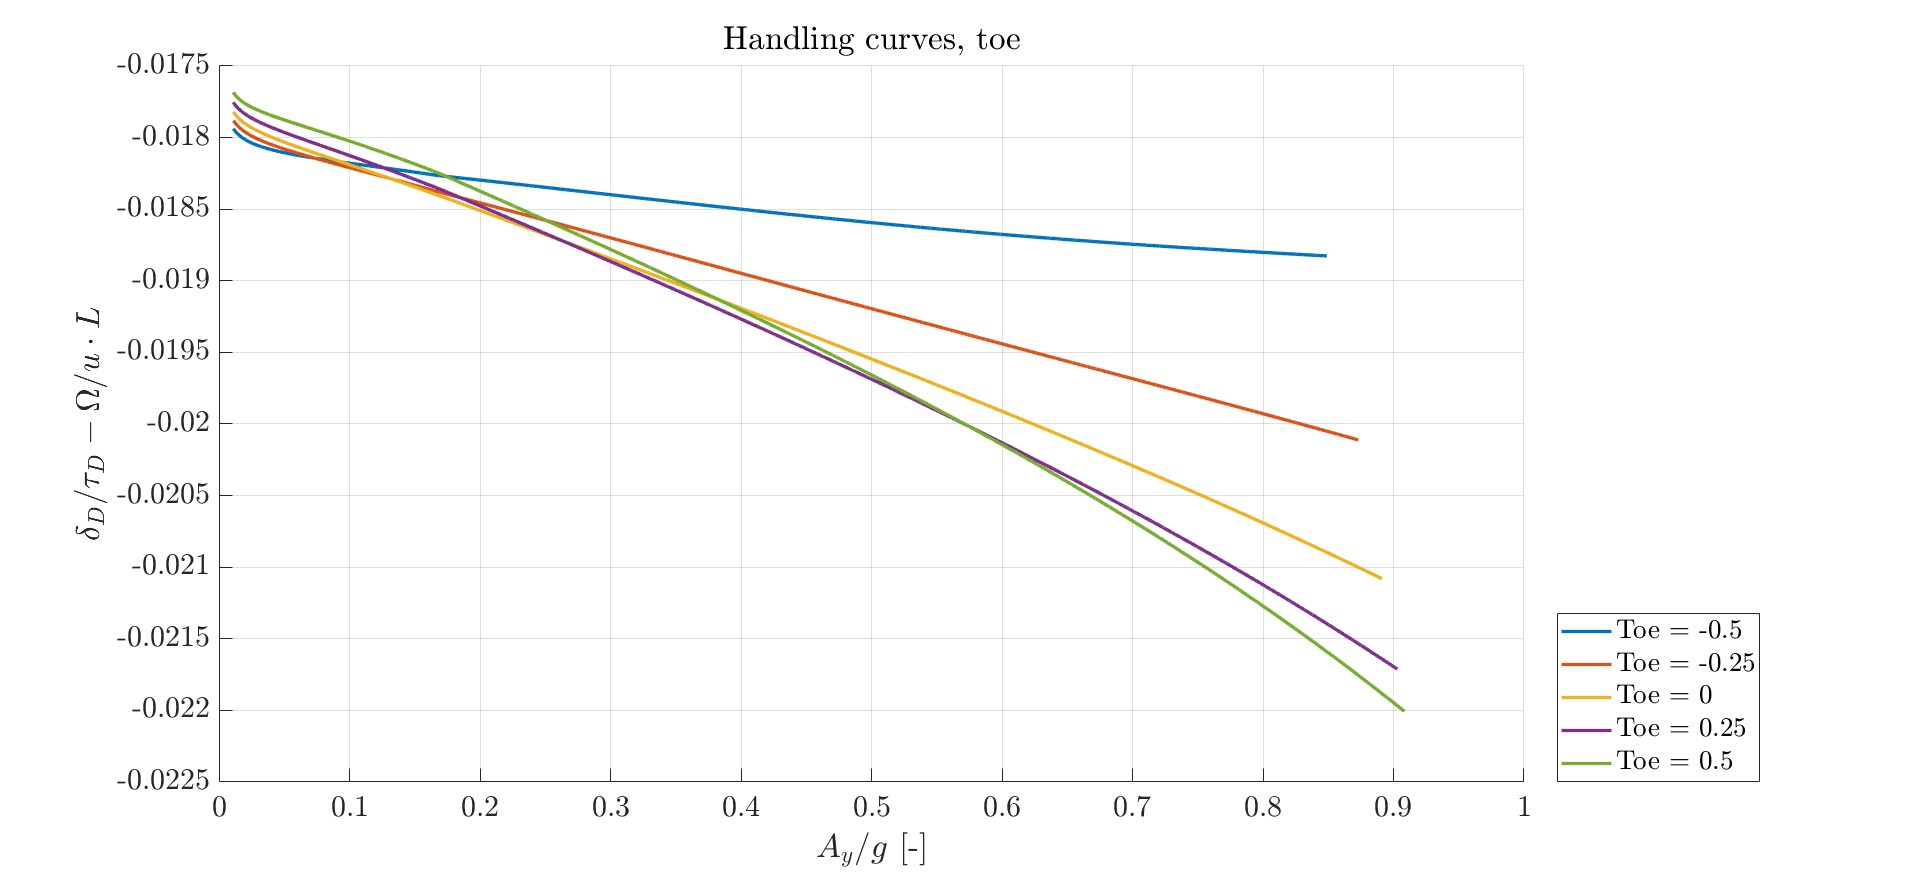 Handling curves, toe
-0.0175
-0.018
-0.0185
-0.019
-0.0195
-0.02
-0.0205
-0.021
-0.0215
-0.022
-0.0225
δ_D/τ_D − Ω/u · L
0 0.1 0.2 0.3 0.4 0.5 0.6 0.7 0.8 0.9 1
A_y/g [-]
Toe = -0.5
Toe = -0.25
Toe = 0
Toe = 0.25
Toe = 0.5